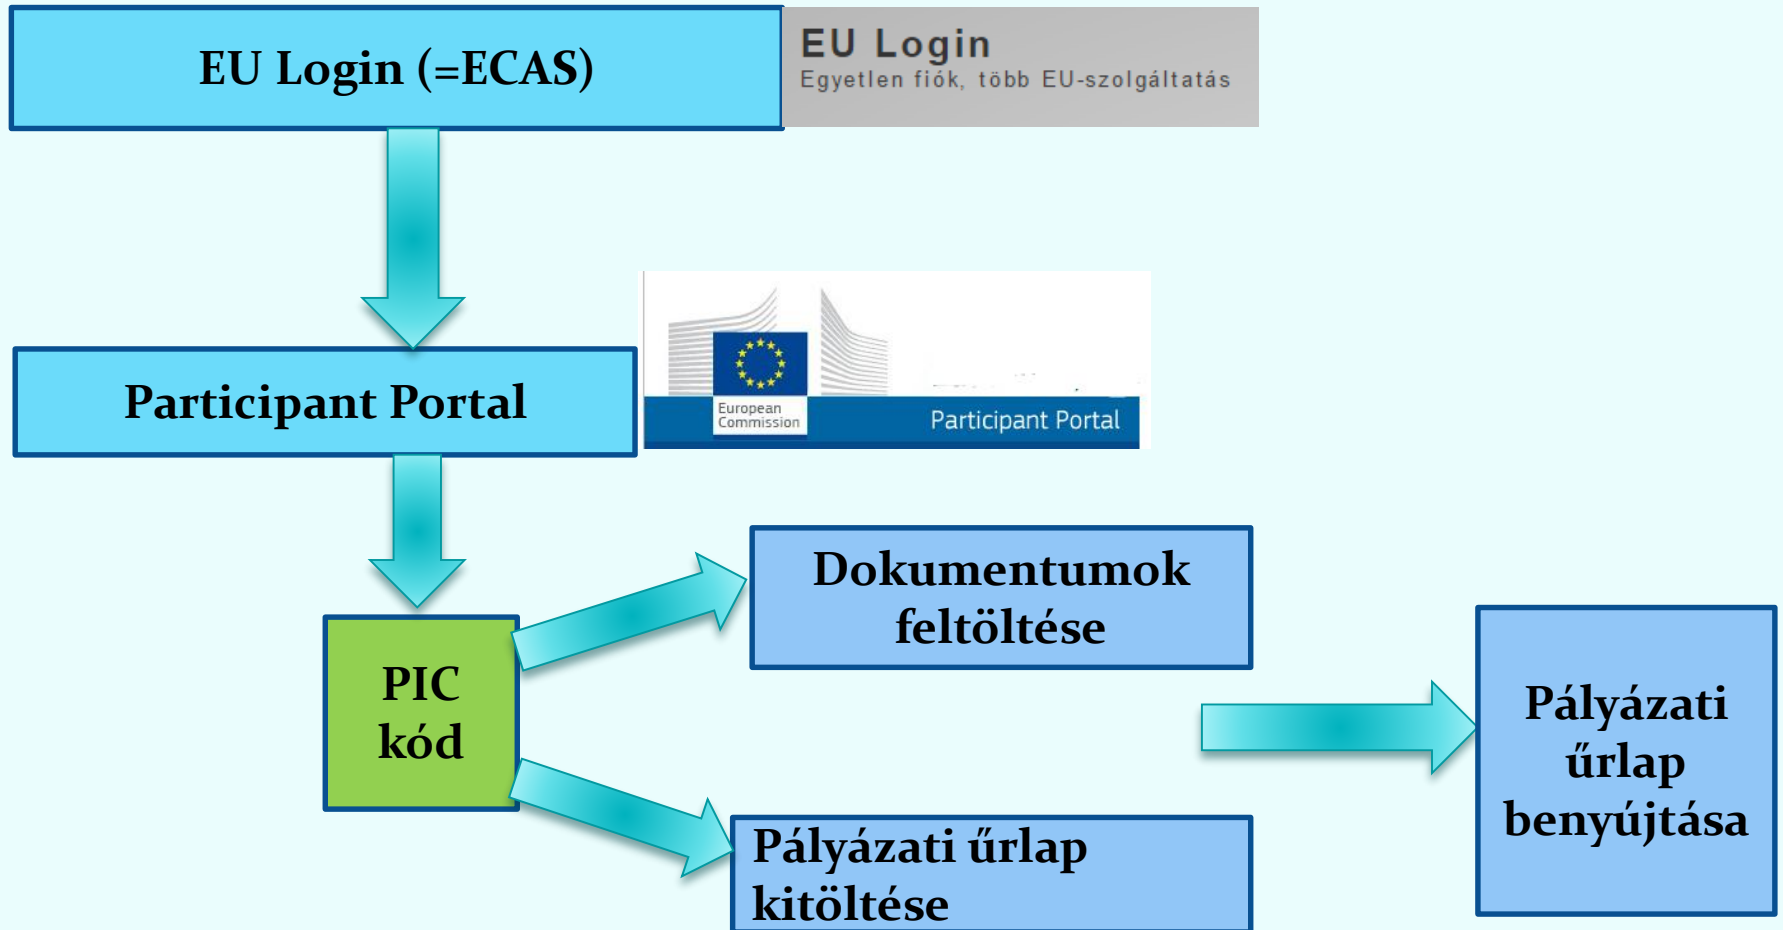 EU Login (=ECAS)
EU Login
Egyetlen fiók, több EU-szolgáltatás
Participant Portal
European
Commission
Participant Portal
PIC
kód
Dokumentumok
feltöltése
Pályázati űrlap
kitöltése
Pályázati
űrlap
benyújtása